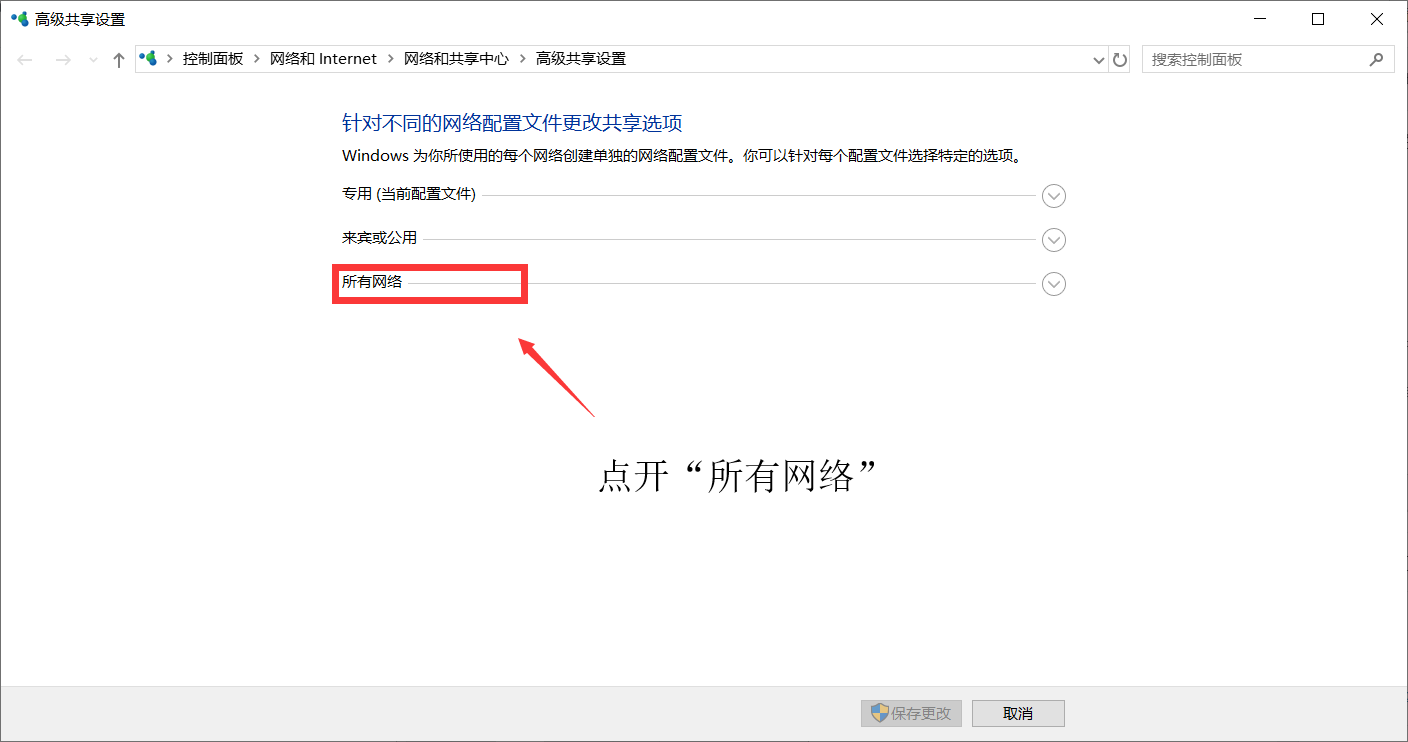 高级共享设置
控制面板 > 网络和 Internet > 网络和共享中心 > 高级共享设置
搜索控制面板
针对不同的网络配置文件更改共享选项
Windows 为你所使用的每个网络创建单独的网络配置文件。你可以针对每个配置文件选择特定的选项。
专用 (当前配置文件)
来宾或公用
所有网络
点开“所有网络”
保存更改
取消